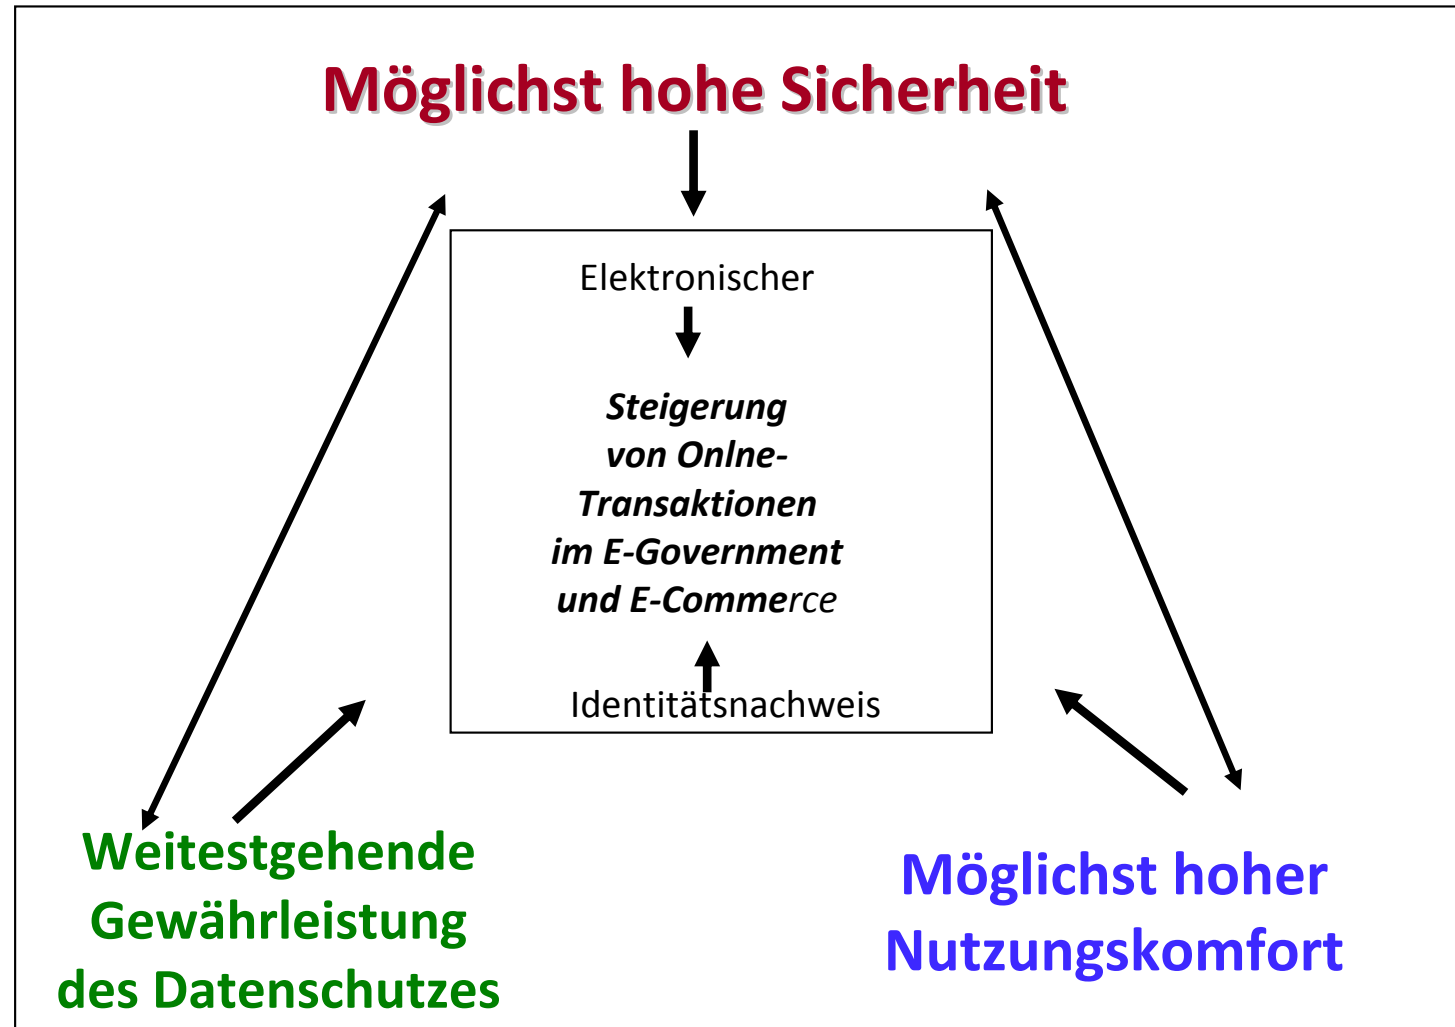 Möglichst hohe Sicherheit
Elektronischer
Steigerung
von Onlne-
Transaktionen
im E-Government
und E-Commerce
Identitätsnachweis
Weitestgehende
Gewährleistung
des Datenschutzes
Möglichst hoher
Nutzungskomfort